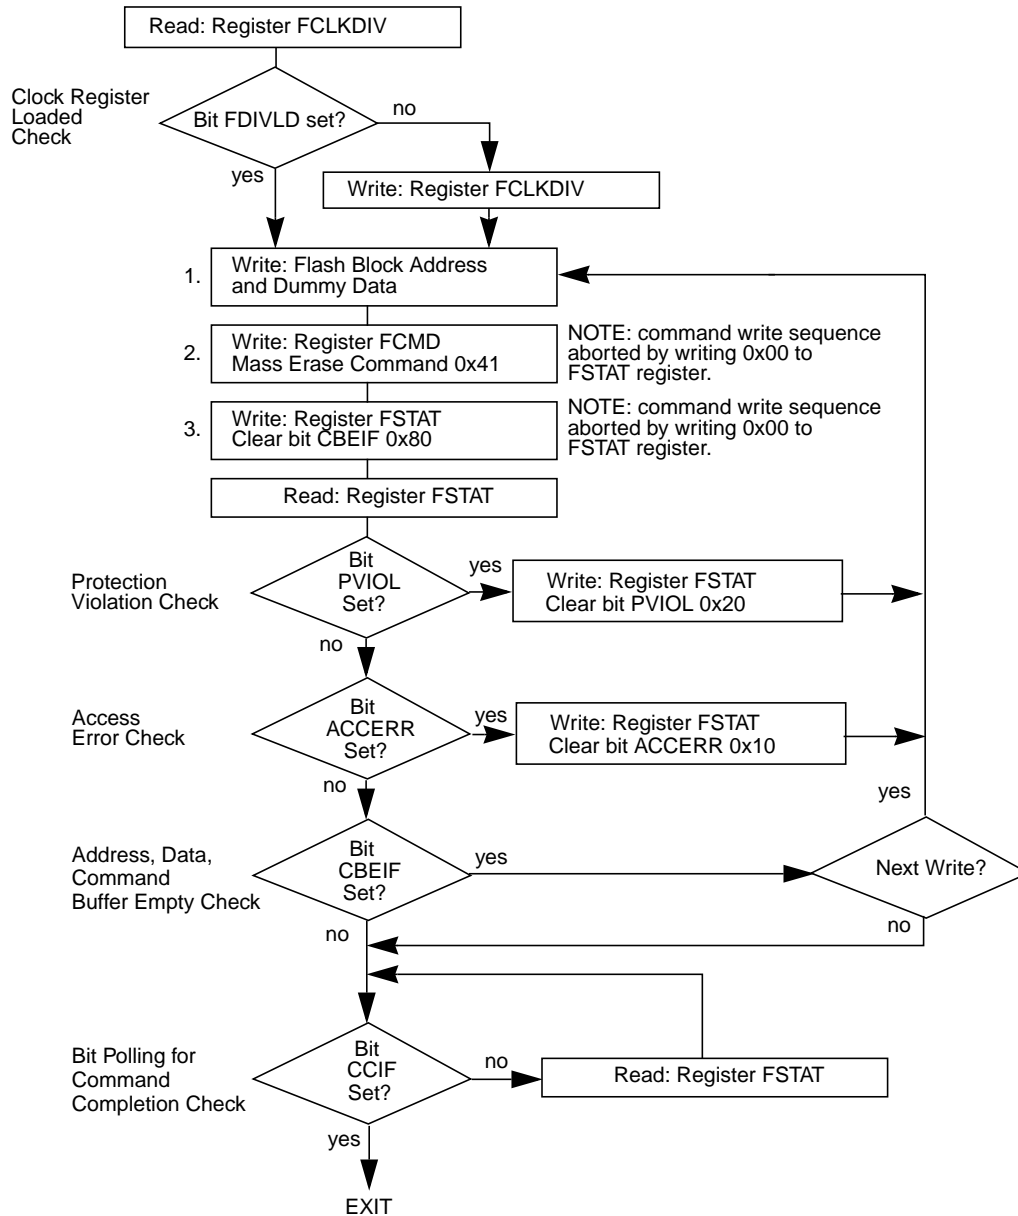 Read: Register FCLKDIV
Clock Register
Loaded
Check
Bit FDIVLD set?
no
yes
Write: Register FCLKDIV
1.
Write: Flash Block Address
and Dummy Data
2.
Write: Register FCMD
Mass Erase Command 0x41
NOTE: command write sequence
aborted by writing 0x00 to
FSTAT register.
3.
Write: Register FSTAT
Clear bit CBEIF 0x80
NOTE: command write sequence
aborted by writing 0x00 to
FSTAT register.
Read: Register FSTAT
Protection
Violation Check
Bit
PVIOL
Set?
yes
Write: Register FSTAT
Clear bit PVIOL 0x20
no
Access
Error Check
Bit
ACCERR
Set?
yes
Write: Register FSTAT
Clear bit ACCERR 0x10
no
yes
Address, Data,
Command
Buffer Empty Check
Bit
CBEIF
Set?
yes
Next Write?
no
no
Bit Polling for
Command
Completion Check
Bit
CCIF
Set?
no
Read: Register FSTAT
yes
EXIT